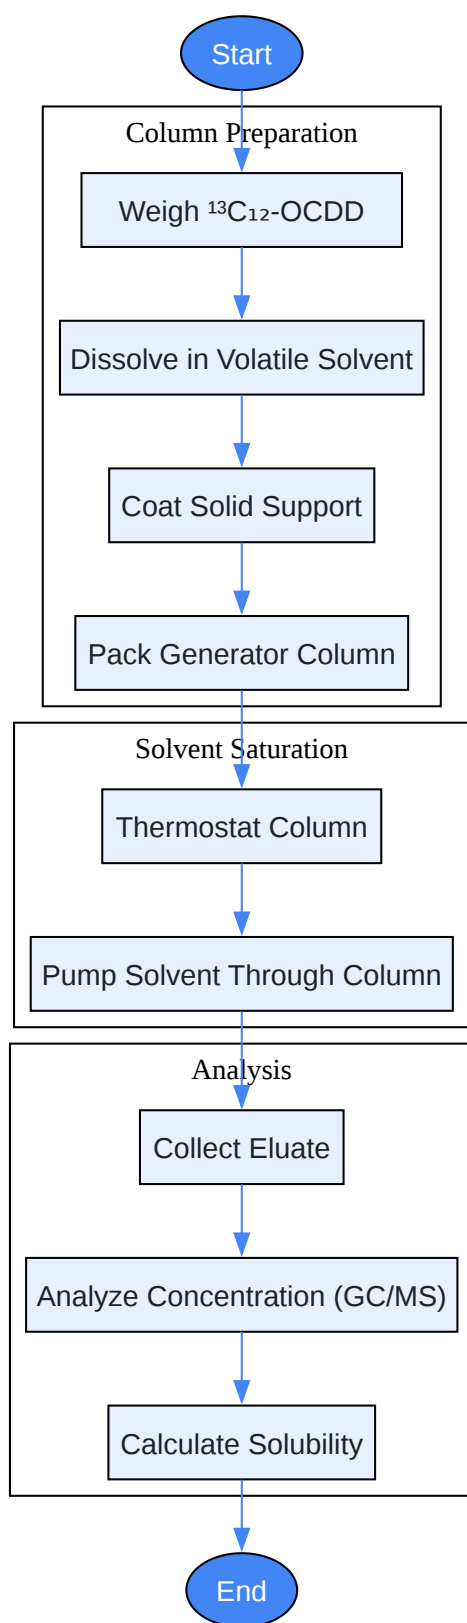 Start
Column Preparation
Weigh ¹³C₁₂-OCDD
Dissolve in Volatile Solvent
Coat Solid Support
Pack Generator Column
Solvent Saturation
Thermostat Column
Pump Solvent Through Column
Analysis
Collect Eluate
Analyze Concentration (GC/MS)
Calculate Solubility
End